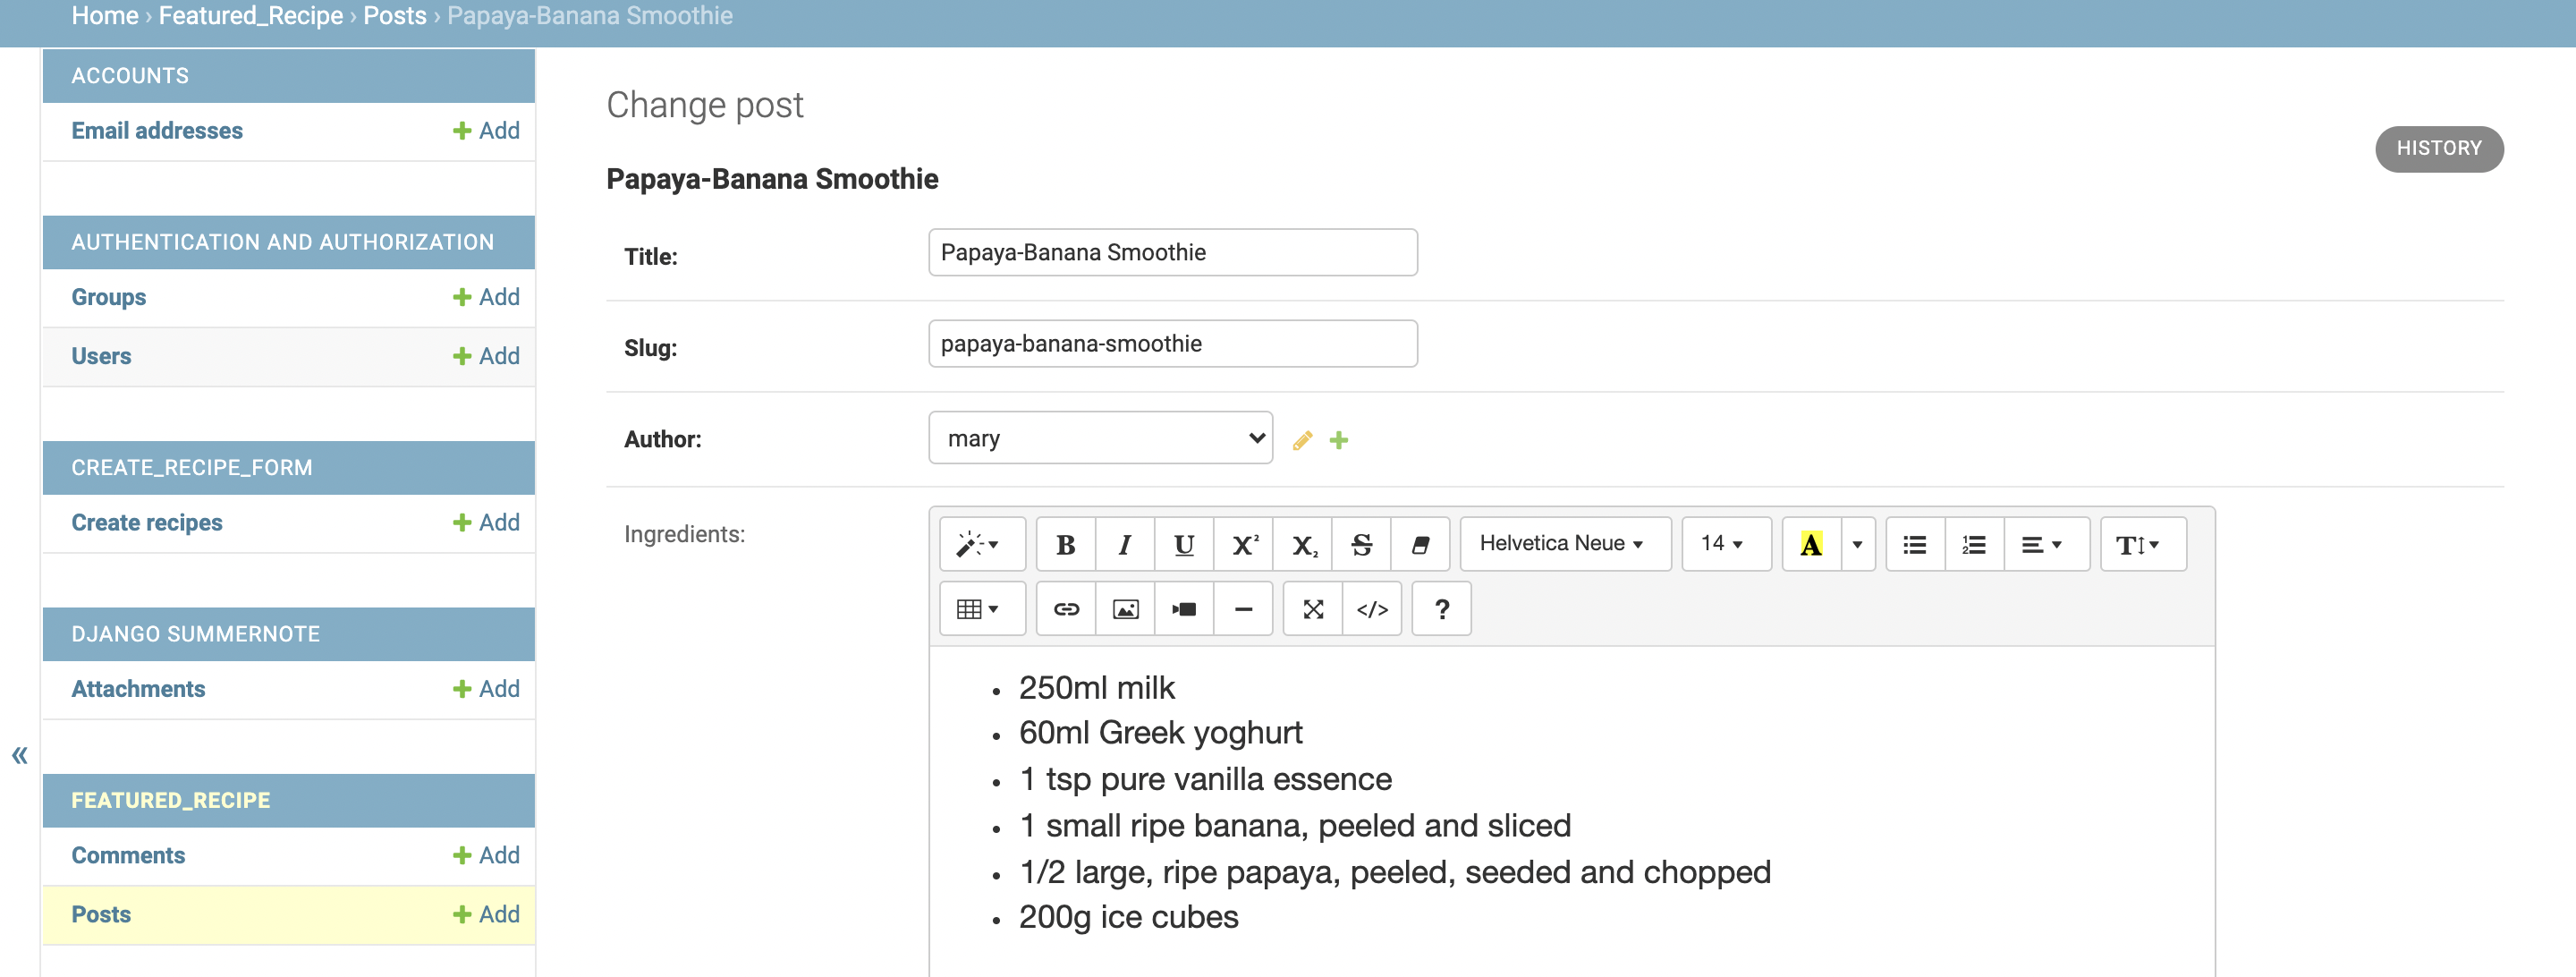 Home › Featured_Recipe › Posts › Papaya-Banana Smoothie
ACCOUNTS
Email addresses + Add
AUTHENTICATION AND AUTHORIZATION
Groups + Add
Users + Add
CREATE_RECIPE_FORM
Create recipes + Add
DJANGO SUMMERNOTE
Attachments + Add
«
FEATURED_RECIPE
Comments + Add
Posts + Add
Change post
HISTORY
Papaya-Banana Smoothie
Title: Papaya-Banana Smoothie
Slug: papaya-banana-smoothie
Author: mary
Ingredients:
B I U X² X₂ S Helvetica Neue 14 A T
</> ?
• 250ml milk
• 60ml Greek yoghurt
• 1 tsp pure vanilla essence
• 1 small ripe banana, peeled and sliced
• 1/2 large, ripe papaya, peeled, seeded and chopped
• 200g ice cubes